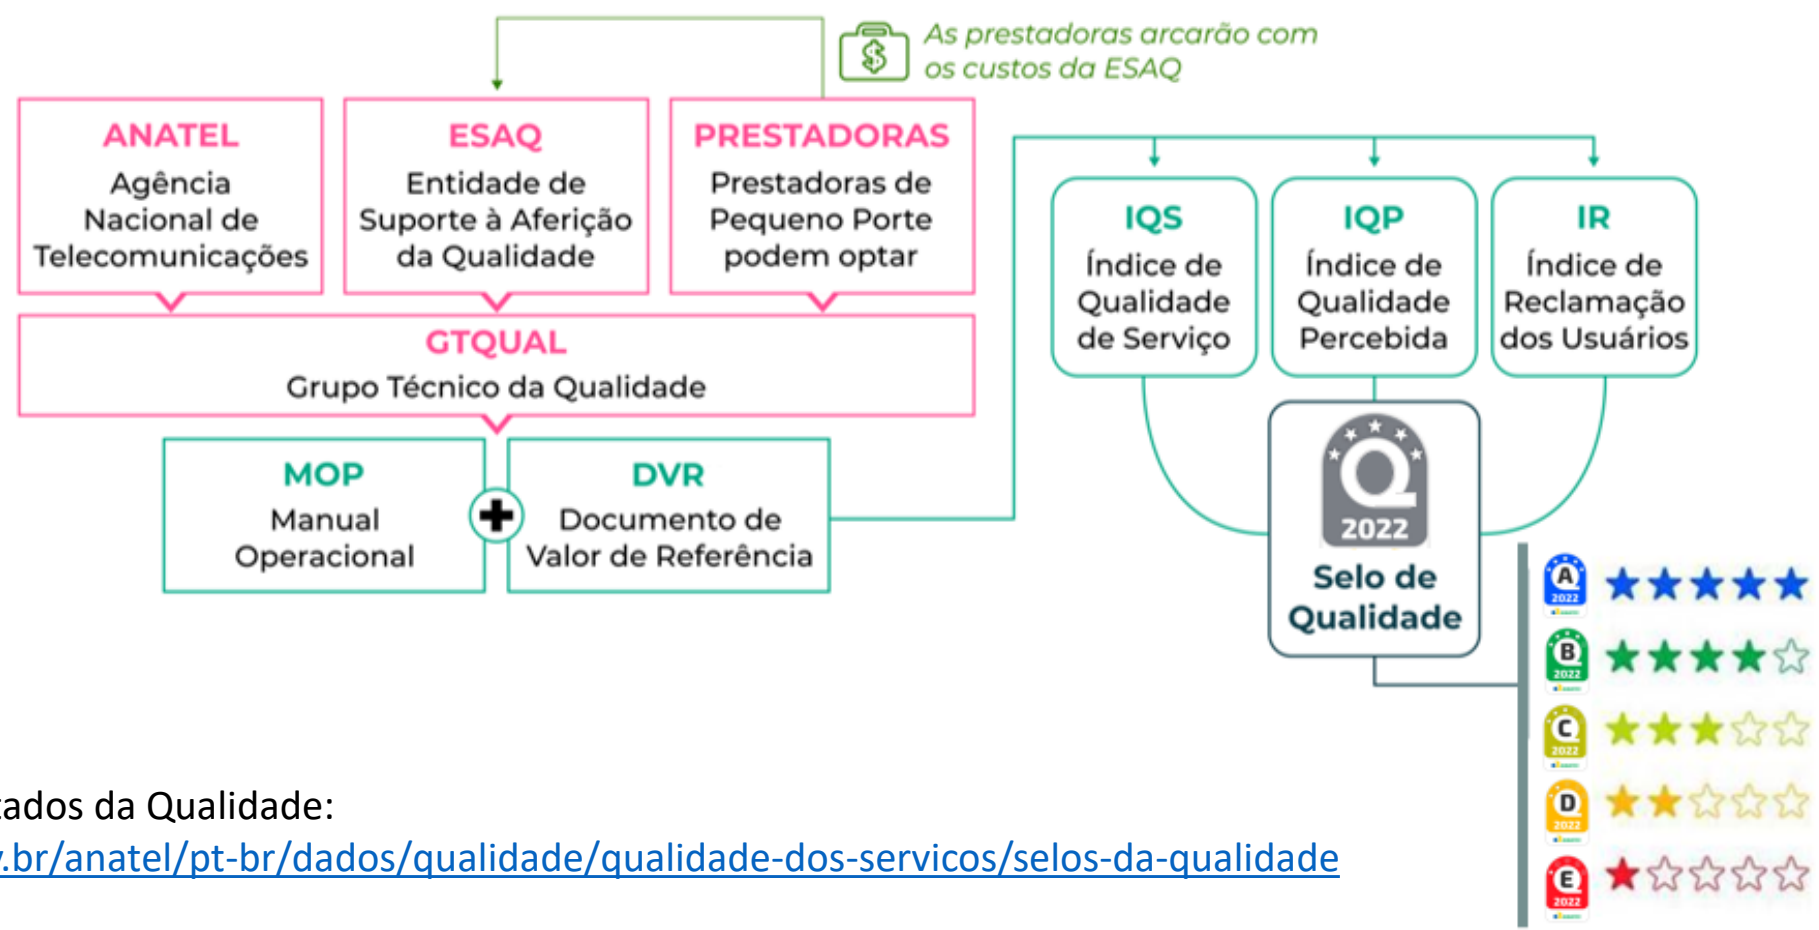 As prestadoras arcarão com
os custos da ESAQ
ANATEL
Agência
Nacional de
Telecomunicações
ESAQ
Entidade de
Suporte à Aferição
da Qualidade
PRESTADORAS
Prestadoras de
Pequeno Porte
podem optar
GTQUAL
Grupo Técnico da Qualidade
MOP
Manual
Operacional
DVR
Documento de
Valor de Referência
IQS
Índice de
Qualidade
de Serviço
IQP
Índice de
Qualidade
Percebida
IR
Índice de
Reclamação
dos Usuários
Q
2022
Selo de
Qualidade
A
2022
B
2022
C
2022
D
2022
E
2022
tados da Qualidade:
.br/anatel/pt-br/dados/qualidade/qualidade-dos-servicos/selos-da-qualidade